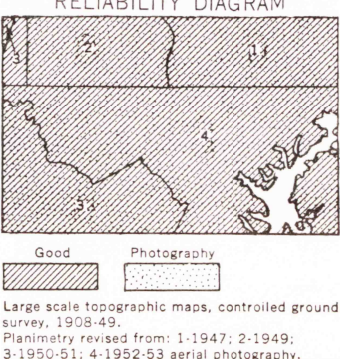 RELIABILITY DIAGRAM
3
2
1
4
Good
Photography
Large scale topographic maps, controlled ground
survey, 1908-49.
Planimetry revised from: 1-1947; 2-1949;
3-1950-51; 4-1952-53 aerial photography.